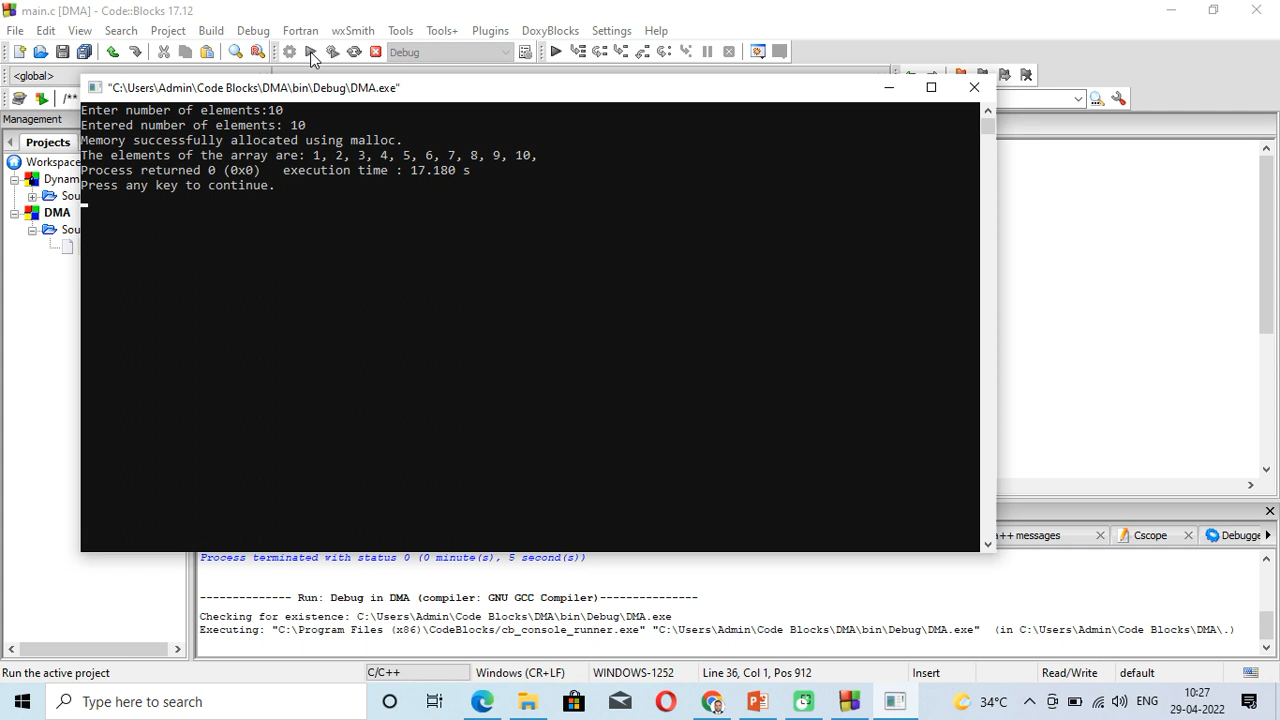 main.c [DMA] - Code::Blocks 17.12
File Edit View Search Project Build Debug Fortran wxSmith Tools Tools+ Plugins DoxyBlocks Settings Help
Debug
<global>
/**
"C:\Users\Admin\Code Blocks\DMA\bin\Debug\DMA.exe"
Management
Projects
Workspace
Dynam
Sou
DMA
Sou
Enter number of elements:10
Entered number of elements: 10
Memory successfully allocated using malloc.
The elements of the array are: 1, 2, 3, 4, 5, 6, 7, 8, 9, 10,
Process returned 0 (0x0)   execution time : 17.180 s
Press any key to continue.
++ messages Cscope Debugge
Process terminated with status 0 (0 minute(s), 5 second(s))
-------------- Run: Debug in DMA (compiler: GNU GCC Compiler)---------------
Checking for existence: C:\Users\Admin\Code Blocks\DMA\bin\Debug\DMA.exe
Executing: "C:\Program Files (x86)\CodeBlocks/cb_console_runner.exe" "C:\Users\Admin\Code Blocks\DMA\bin\Debug\DMA.exe"  (in C:\Users\Admin\Code Blocks\DMA\.)
Run the active project C/C++ Windows (CR+LF) WINDOWS-1252 Line 36, Col 1, Pos 912 Insert Read/Write default
Type here to search
34°C ENG 10:27
29-04-2022